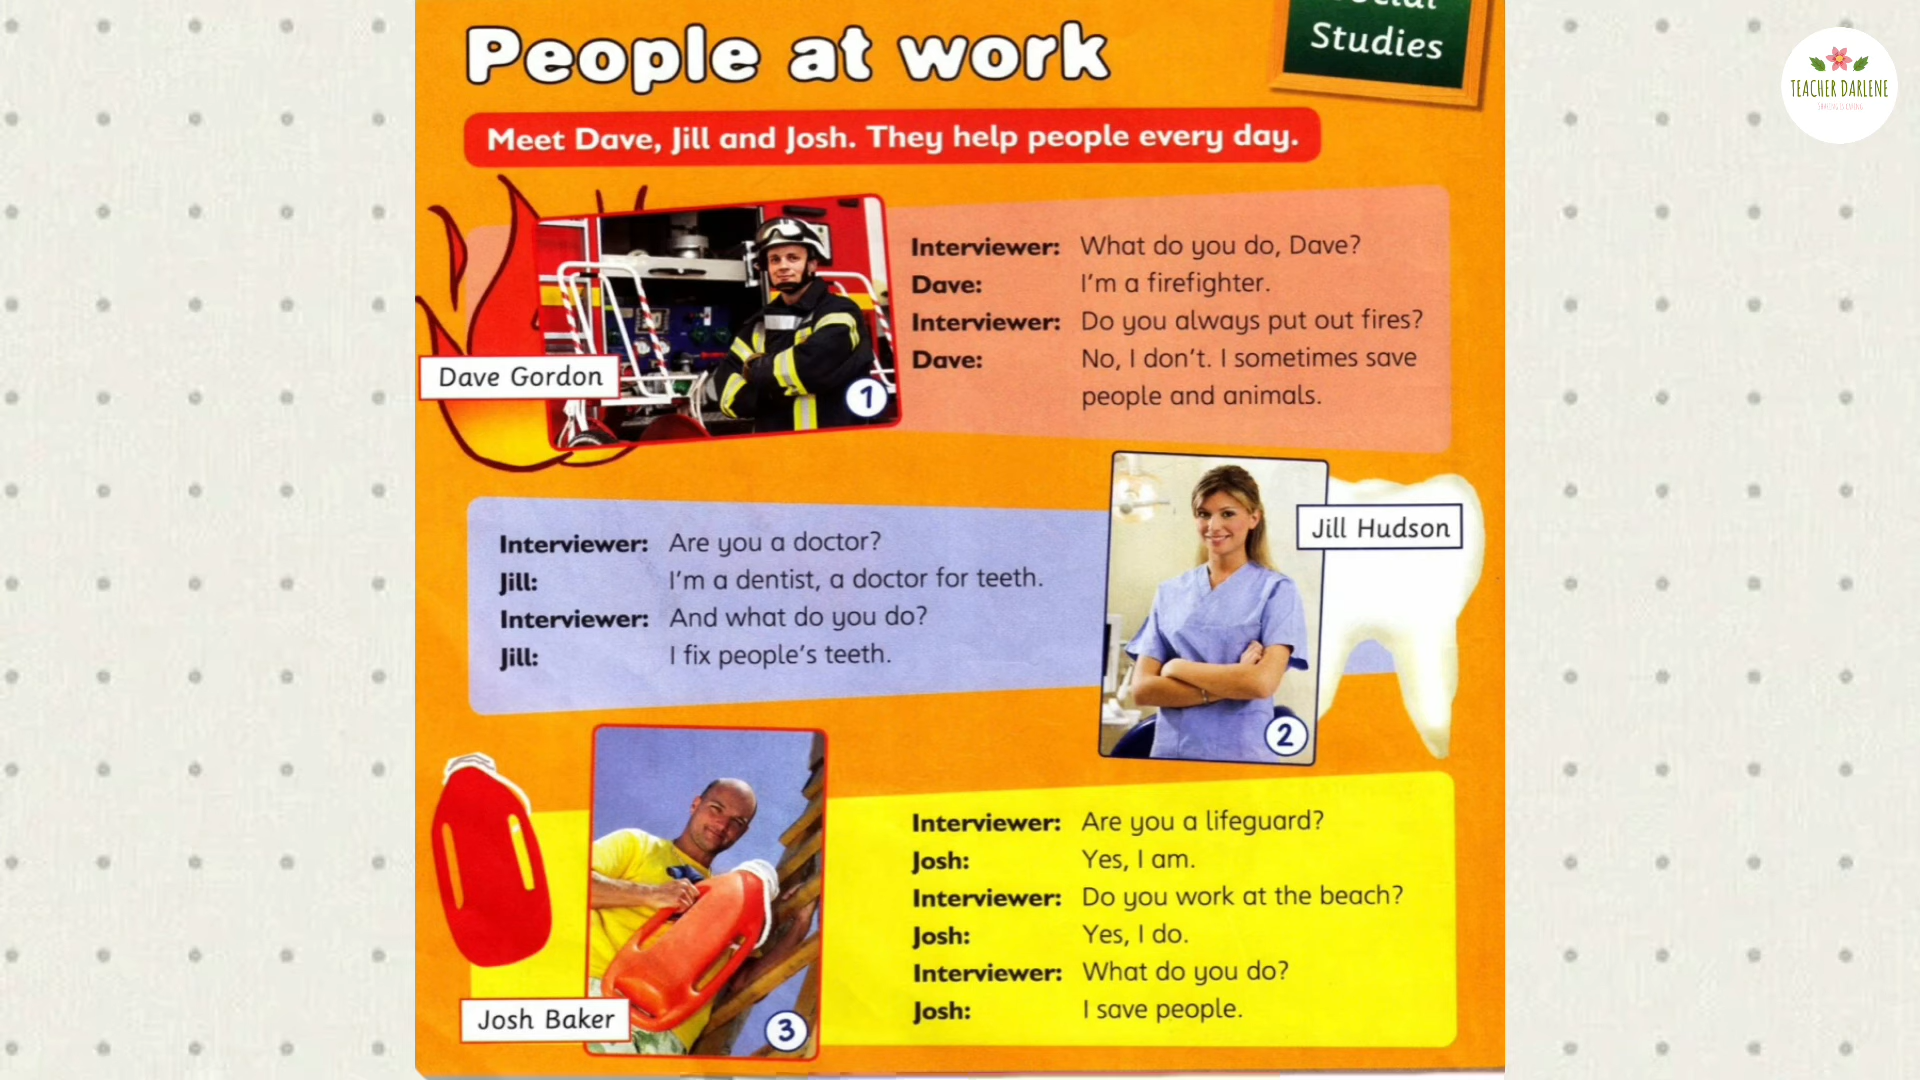 Studies
People at work
TEACHER DARLENE
Meet Dave, Jill and Josh. They help people every day.
Interviewer: What do you do, Dave?
Dave: I'm a firefighter.
Interviewer: Do you always put out fires?
Dave: No, I don't. I sometimes save
people and animals.
Dave Gordon
1
Interviewer: Are you a doctor?
Jill: I'm a dentist, a doctor for teeth.
Interviewer: And what do you do?
Jill: I fix people's teeth.
Jill Hudson
2
Interviewer: Are you a lifeguard?
Josh: Yes, I am.
Interviewer: Do you work at the beach?
Josh: Yes, I do.
Interviewer: What do you do?
Josh: I save people.
Josh Baker
3